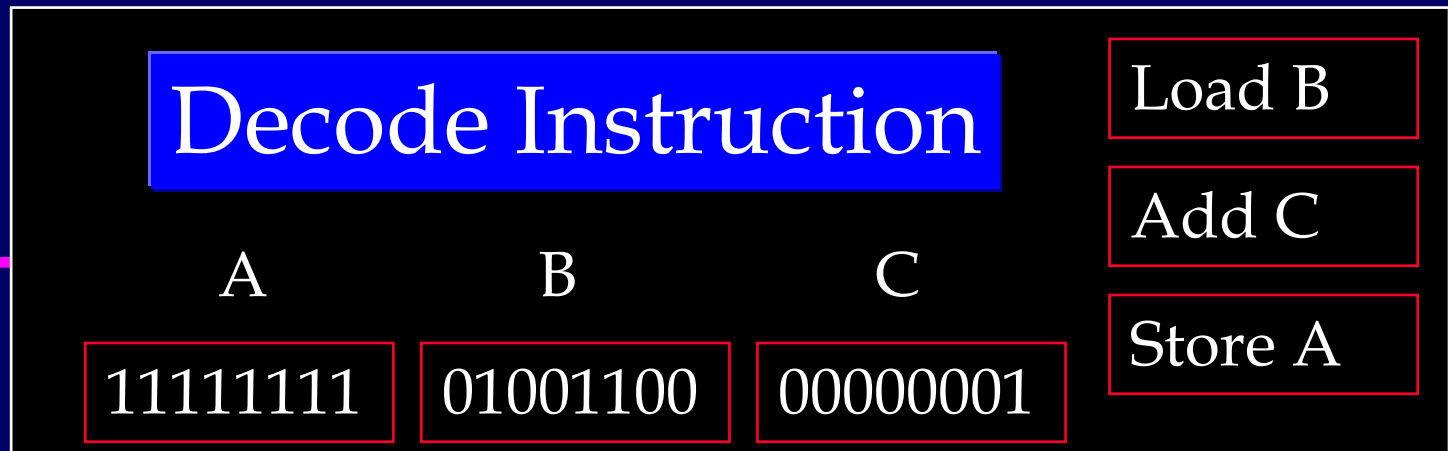 Decode Instruction
A B C
11111111 01001100 00000001
Load B
Add C
Store A